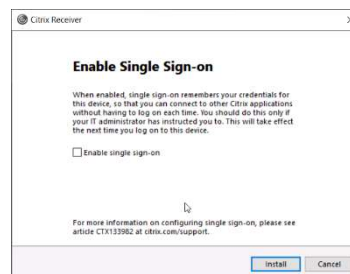 Citrix Receiver
Enable Single Sign-on
When enabled, single sign-on remembers your credentials for
this device, so that you can connect to other Citrix applications
without having to log on each time. You should do this only if
your IT administrator has instructed you to. This will take effect
the next time you log on to this device.
Enable single sign-on
For more information on configuring single sign-on, please see
article CTX133982 at citrix.com/support.
Install Cancel